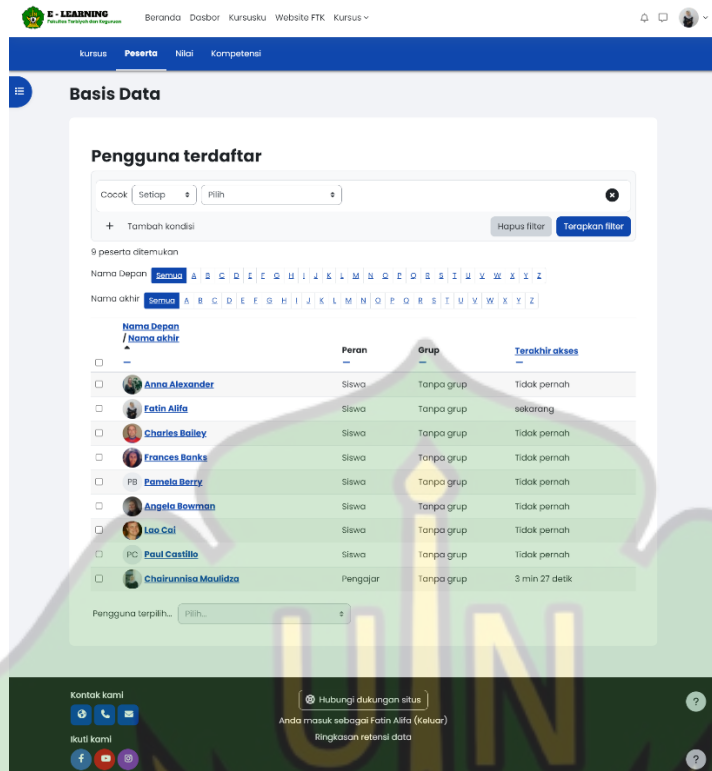 E - LEARNING
Fakultas Tarbiyah dan Keguruan
Beranda Dasbor Kursusku Website FTK Kursus
kursus Peserta Nilai Kompetensi
Basis Data
Pengguna terdaftar
Cocok Setiap Pilih
+ Tambah kondisi Hapus filter Terapkan filter
9 peserta ditemukan
Nama Depan Semua A B C D E F G H I J K L M N O P Q R S T U V W X Y Z
Nama akhir Semua A B C D E F G H I J K L M N O P Q R S T U V W X Y Z
Nama Depan
/ Nama akhir
Peran Grup Terakhir akses
Anna Alexander Siswa Tanpa grup Tidak pernah
Fatin Alifa Siswa Tanpa grup sekarang
Charles Bailey Siswa Tanpa grup Tidak pernah
Frances Banks Siswa Tanpa grup Tidak pernah
PB Pamela Berry Siswa Tanpa grup Tidak pernah
Angela Bowman Siswa Tanpa grup Tidak pernah
Lao Cai Siswa Tanpa grup Tidak pernah
PC Paul Castillo Siswa Tanpa grup Tidak pernah
Chairunnisa Maulidza Pengajar Tanpa grup 3 min 27 detik
Pengguna terpilih... Pilih...
UIN
Kontak kami
Hubungi dukungan situs
?
Anda masuk sebagai Fatin Alifa (Keluar)
Ikuti kami
Ringkasan retensi data
?